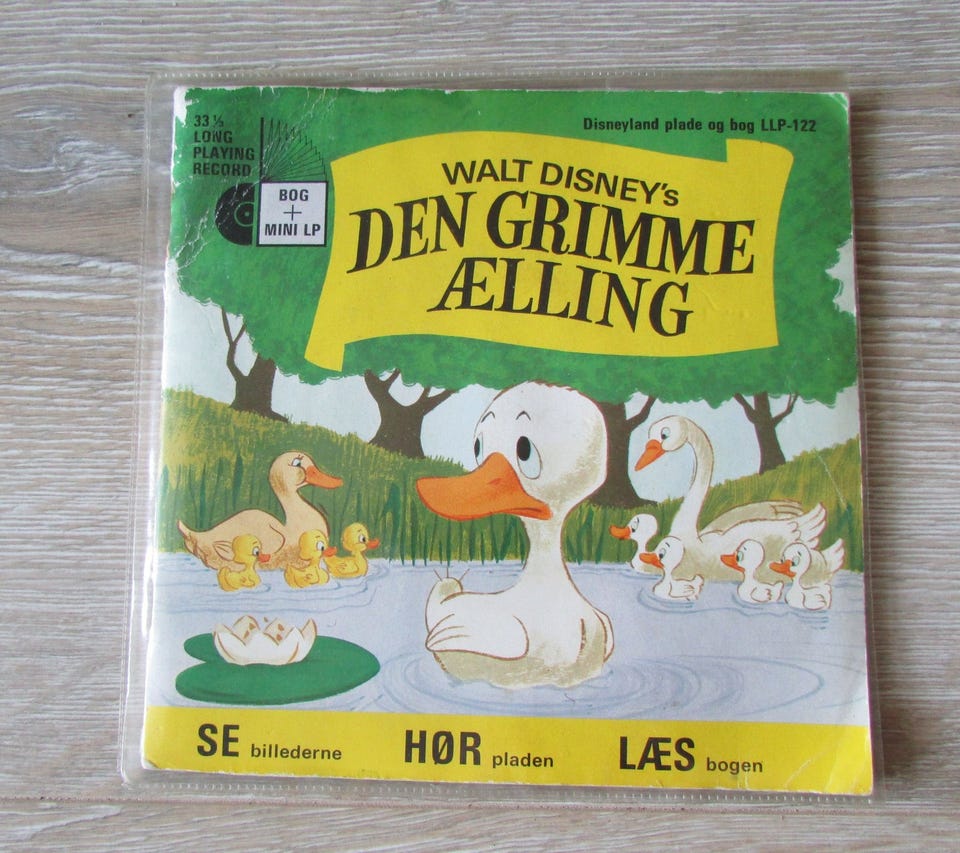 33⅓
LONG
PLAYING
RECORD
BOG
+
MINI LP
Disneyland plade og bog LLP-122
WALT DISNEY's
DEN GRIMME
ÆLLING
SE billederne HØR pladen LÆS bogen